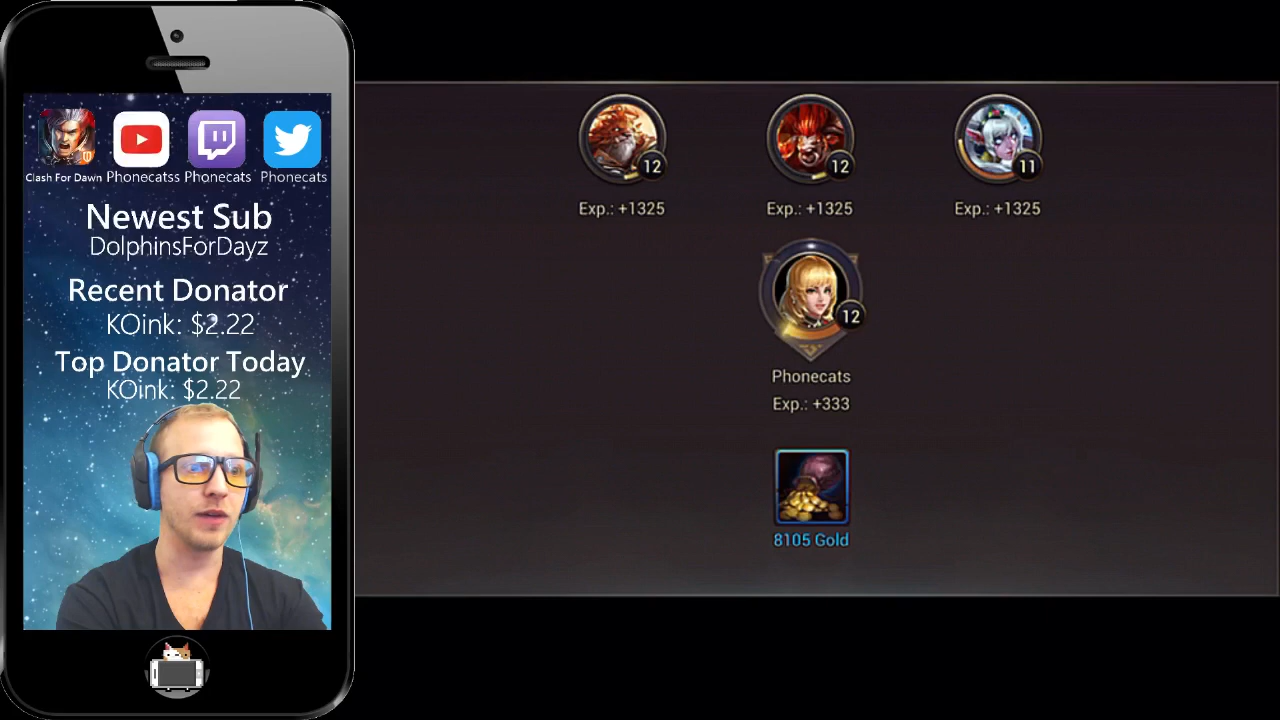 Clash For Dawn Phonecatss Phonecats Phonecats
Newest Sub
DolphinsForDayz
Recent Donator
KOink: $2.22
Top Donator Today
KOink: $2.22
12 12 11
Exp.: +1325 Exp.: +1325 Exp.: +1325
12
Phonecats
Exp.: +333
8105 Gold